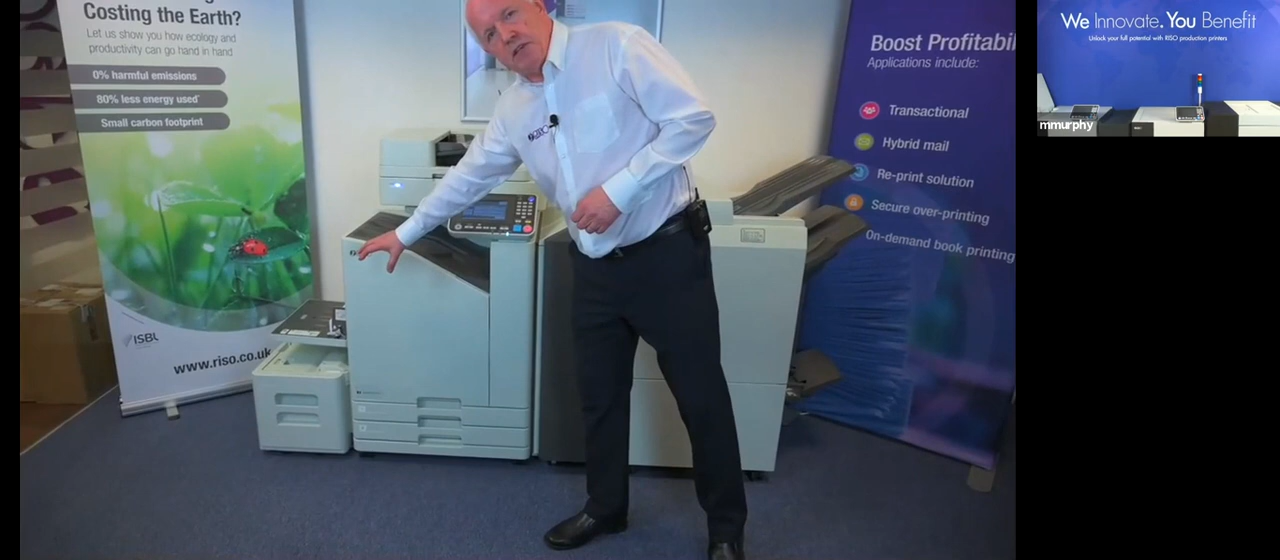 Costing the Earth?
Let us show you how ecology and
productivity can go hand in hand
0% harmful emissions
80% less energy used*
Small carbon footprint
ISBL
www.riso.co.uk
Boost Profitabil
Applications include:
Transactional
Hybrid mail
Re-print solution
Secure over-printing
On-demand book printing
We Innovate. You Benefit
Unlock your full potential with RISO production printers
mmurphy